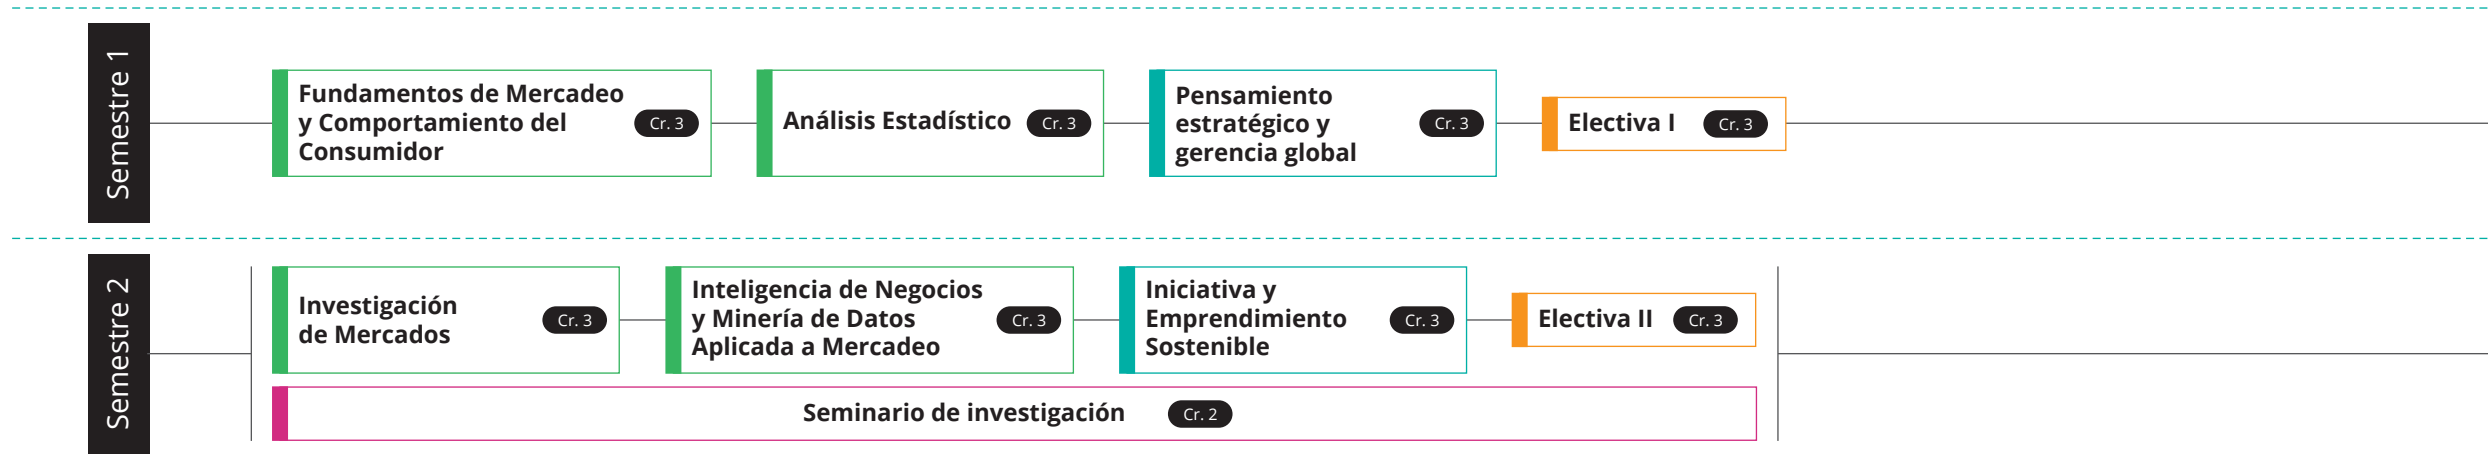 Semestre 1
Fundamentos de Mercadeo
y Comportamiento del
Consumidor
Cr. 3
Análisis Estadístico
Cr. 3
Pensamiento
estratégico y
gerencia global
Cr. 3
Electiva I
Cr. 3
Semestre 2
Investigación
de Mercados
Cr. 3
Inteligencia de Negocios
y Minería de Datos
Aplicada a Mercadeo
Cr. 3
Iniciativa y
Emprendimiento
Sostenible
Cr. 3
Electiva II
Cr. 3
Seminario de investigación
Cr. 2